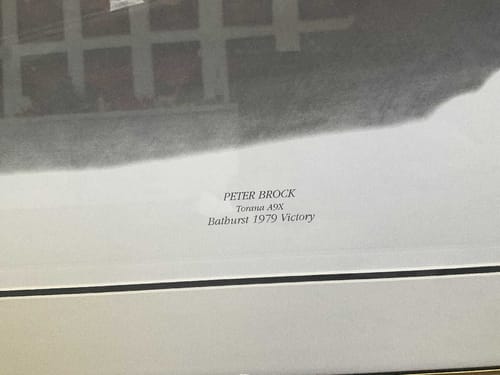 PETER BROCK
Torana A9X
Bathurst 1979 Victory